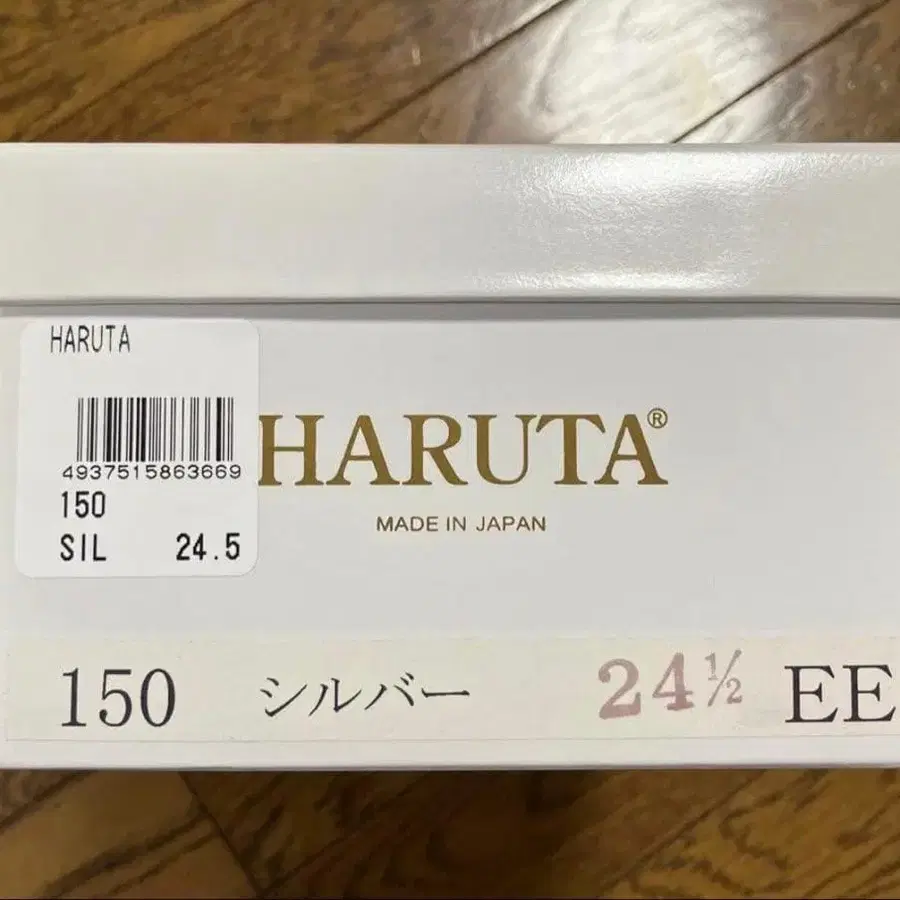 HARUTA
4937515863669
150
SIL 24.5
HARUTA®
MADE IN JAPAN
150 シルバー 24½ EE